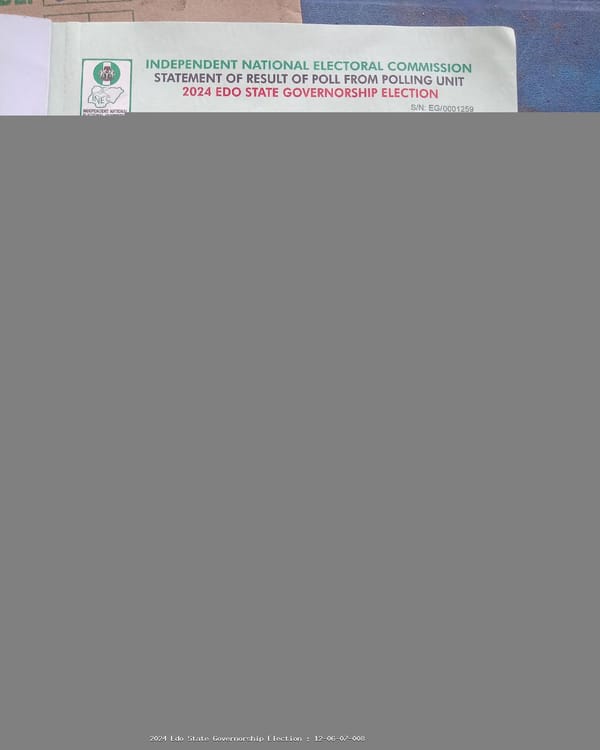 INDEPENDENT NATIONAL ELECTORAL COMMISSION
STATEMENT OF RESULT OF POLL FROM POLLING UNIT
2024 EDO STATE GOVERNORSHIP ELECTION
S/N: EG/0001259
INEC
INDEPENDENT NATIONAL
2024 Edo State Governorship Election : 12-06-07-008